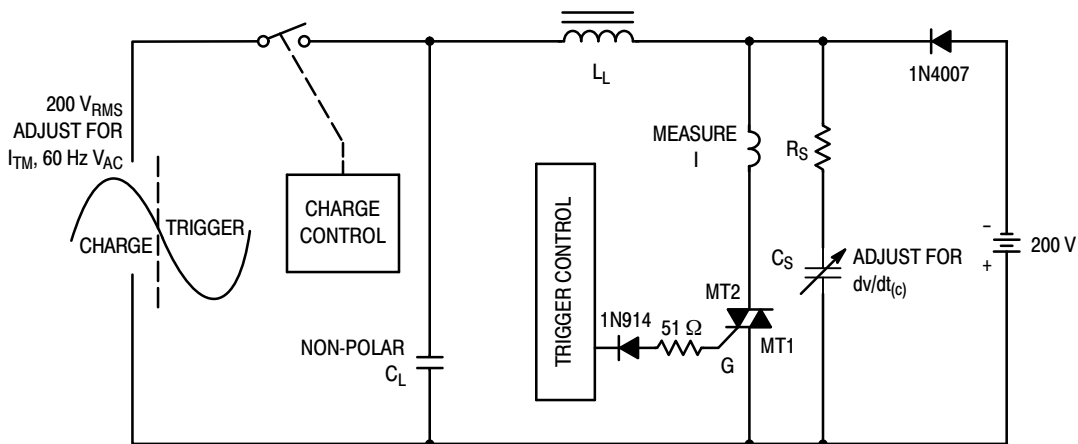 200 V_RMS
ADJUST FOR
I_TM, 60 Hz V_AC
CHARGE
TRIGGER
CHARGE
CONTROL
NON-POLAR
C_L
L_L
TRIGGER CONTROL
MEASURE
I
1N914
51 Ω
G
MT2
MT1
R_S
C_S
ADJUST FOR
dv/dt_(c)
1N4007
-
+
200 V